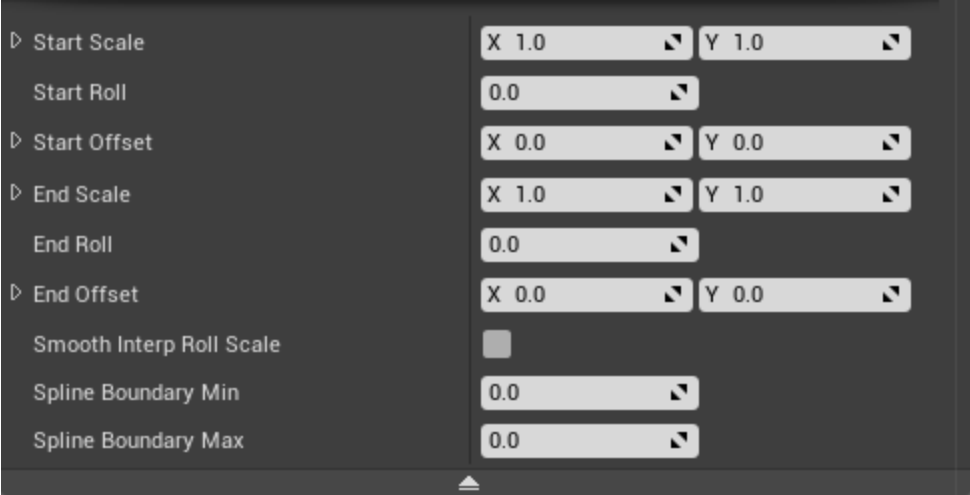 Start Scale X 1.0 Y 1.0
Start Roll 0.0
Start Offset X 0.0 Y 0.0
End Scale X 1.0 Y 1.0
End Roll 0.0
End Offset X 0.0 Y 0.0
Smooth Interp Roll Scale
Spline Boundary Min 0.0
Spline Boundary Max 0.0